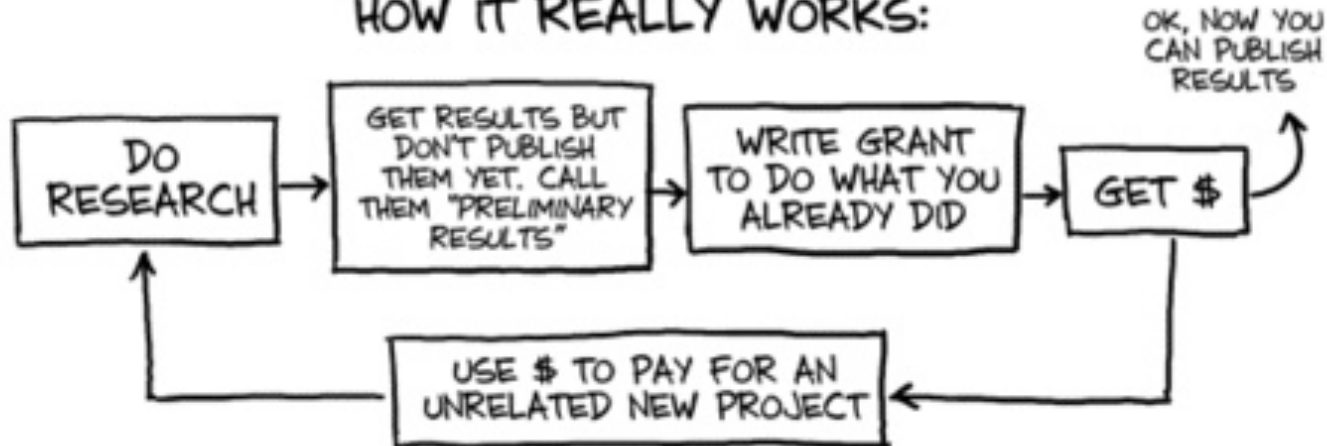 HOW IT REALLY WORKS:
OK, NOW YOU
CAN PUBLISH
RESULTS
DO
RESEARCH
GET RESULTS BUT
DON'T PUBLISH
THEM YET. CALL
THEM "PRELIMINARY
RESULTS"
WRITE GRANT
TO DO WHAT YOU
ALREADY DID
GET $
USE $ TO PAY FOR AN
UNRELATED NEW PROJECT